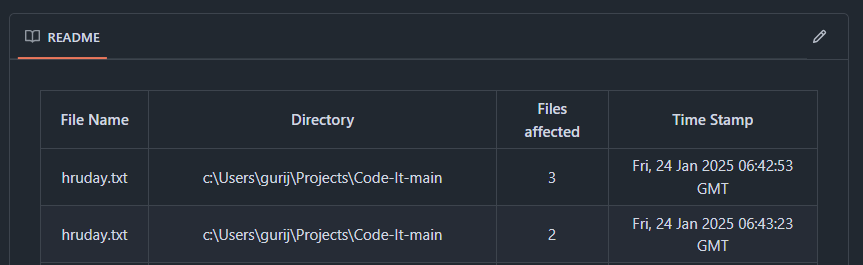 README
File Name Directory Files affected Time Stamp
hruday.txt c:\Users\gurij\Projects\Code-It-main 3 Fri, 24 Jan 2025 06:42:53 GMT
hruday.txt c:\Users\gurij\Projects\Code-It-main 2 Fri, 24 Jan 2025 06:43:23 GMT